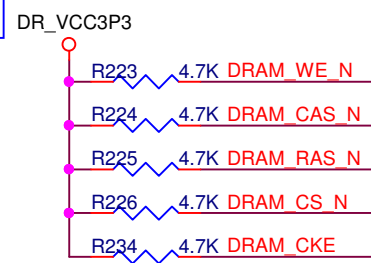 DR_VCC3P3
R223 4.7K DRAM_WE_N
R224 4.7K DRAM_CAS_N
R225 4.7K DRAM_RAS_N
R226 4.7K DRAM_CS_N
R234 4.7K DRAM_CKE